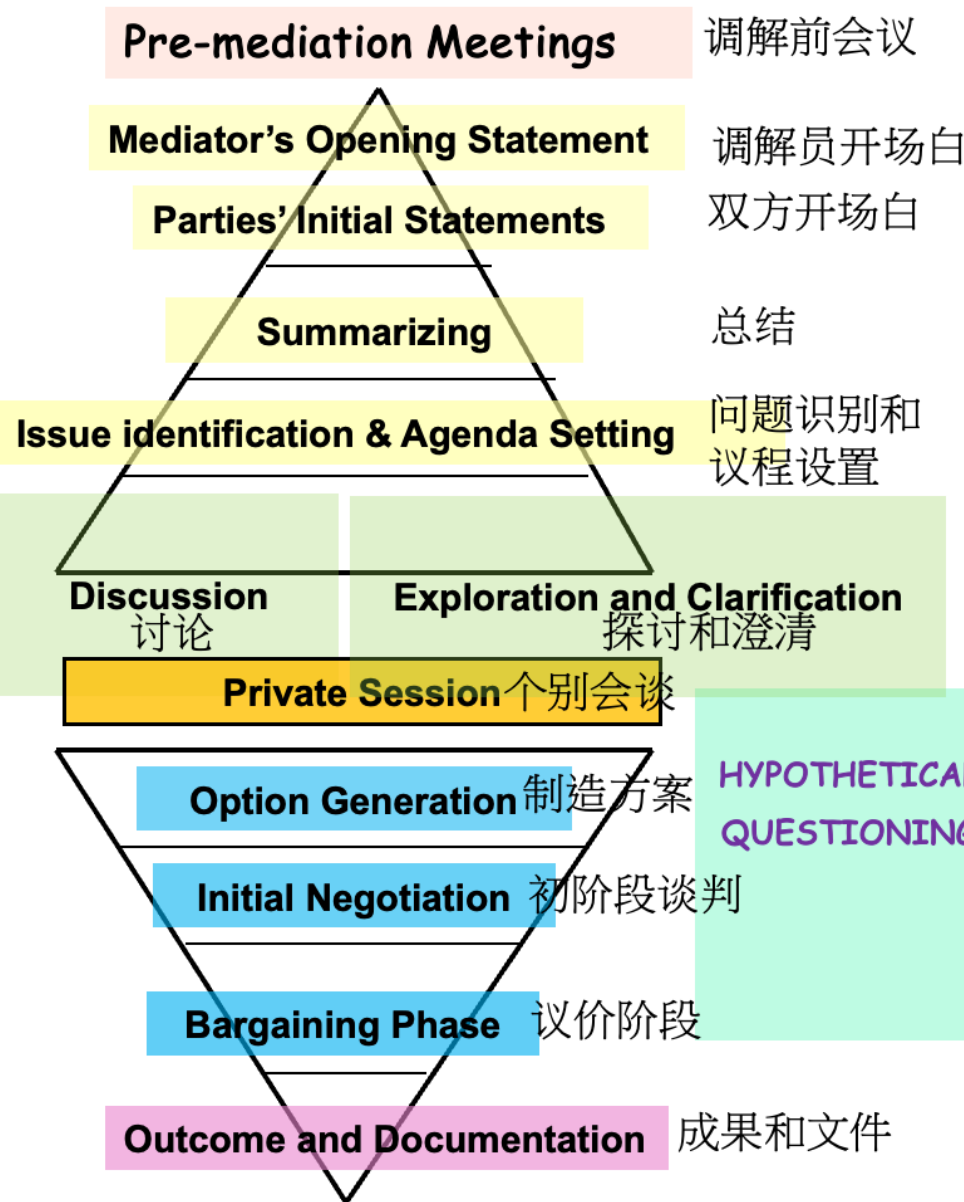 Pre-mediation Meetings 调解前会议
Mediator's Opening Statement 调解员开场白
Parties' Initial Statements 双方开场白
Summarizing 总结
Issue identification & Agenda Setting 问题识别和
议程设置
Discussion Exploration and Clarification
讨论 探讨和澄清
Private Session 个别会谈
Option Generation 制造方案
HYPOTHETICAL
QUESTIONING
Initial Negotiation 初阶段谈判
Bargaining Phase 议价阶段
Outcome and Documentation 成果和文件